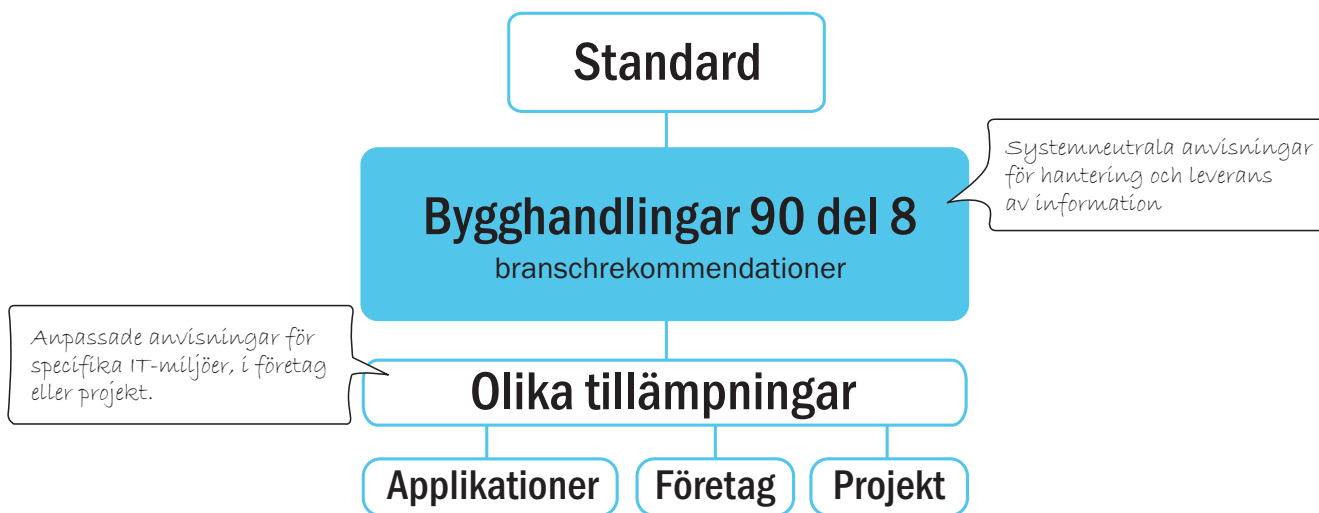 Standard
Systemneutrala anvisningar
för hantering och leverans
av information
Bygghandlingar 90 del 8
branschrekommendationer
Anpassade anvisningar för
specifika IT-miljöer, i företag
eller projekt.
Olika tillämpningar
Applikationer
Företag
Projekt